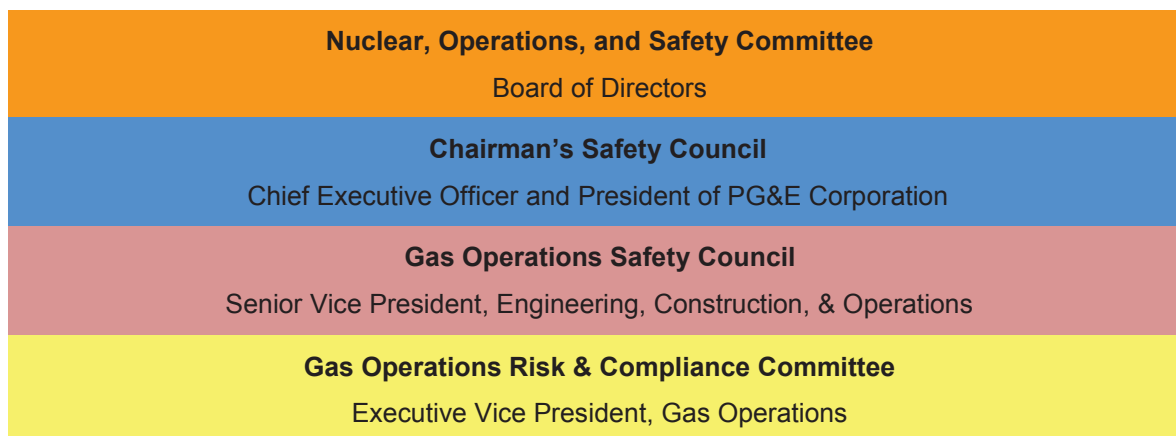 Nuclear, Operations, and Safety Committee
Board of Directors
Chairman’s Safety Council
Chief Executive Officer and President of PG&E Corporation
Gas Operations Safety Council
Senior Vice President, Engineering, Construction, & Operations
Gas Operations Risk & Compliance Committee
Executive Vice President, Gas Operations